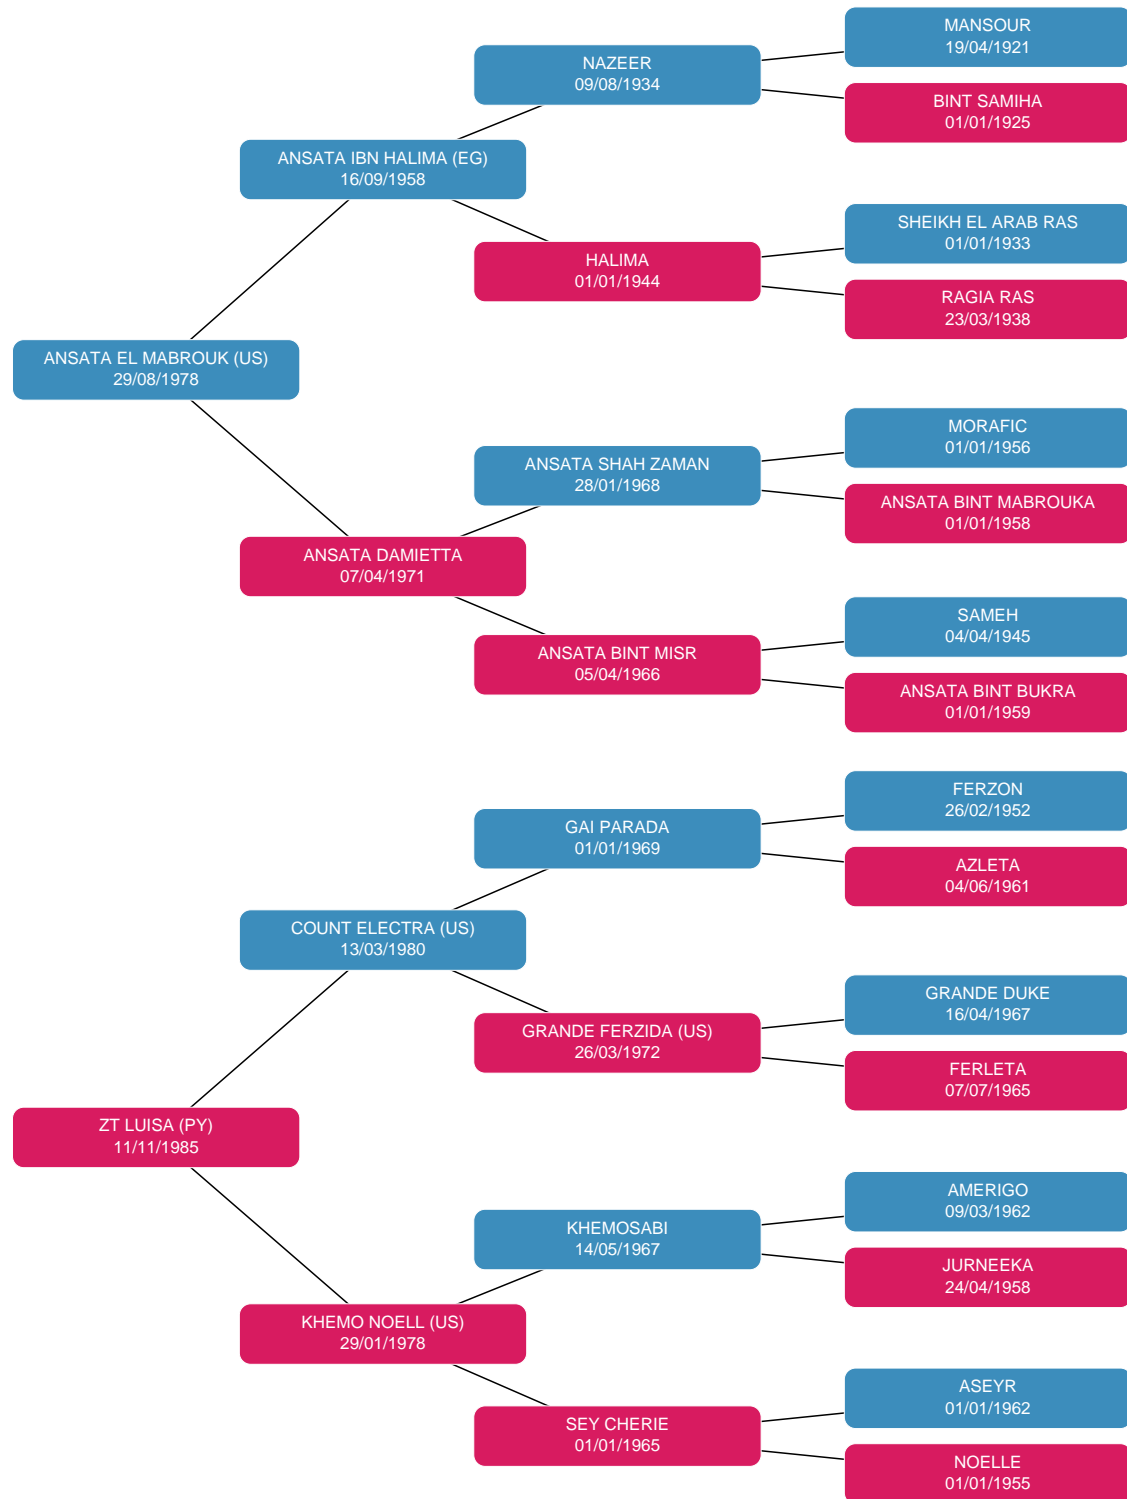 MANSOUR
19/04/1921
NAZEER
09/08/1934
BINT SAMIHA
01/01/1925
ANSATA IBN HALIMA (EG)
16/09/1958
SHEIKH EL ARAB RAS
01/01/1933
HALIMA
01/01/1944
RAGIA RAS
23/03/1938
ANSATA EL MABROUK (US)
29/08/1978
MORAFIC
01/01/1956
ANSATA SHAH ZAMAN
28/01/1968
ANSATA BINT MABROUKA
01/01/1958
ANSATA DAMIETTA
07/04/1971
SAMEH
04/04/1945
ANSATA BINT MISR
05/04/1966
ANSATA BINT BUKRA
01/01/1959
FERZON
26/02/1952
GAI PARADA
01/01/1969
AZLETA
04/06/1961
COUNT ELECTRA (US)
13/03/1980
GRANDE DUKE
16/04/1967
GRANDE FERZIDA (US)
26/03/1972
FERLETA
07/07/1965
ZT LUISA (PY)
11/11/1985
AMERIGO
09/03/1962
KHEMOSABI
14/05/1967
JURNEEKA
24/04/1958
KHEMO NOELL (US)
29/01/1978
ASEYR
01/01/1962
SEY CHERIE
01/01/1965
NOELLE
01/01/1955